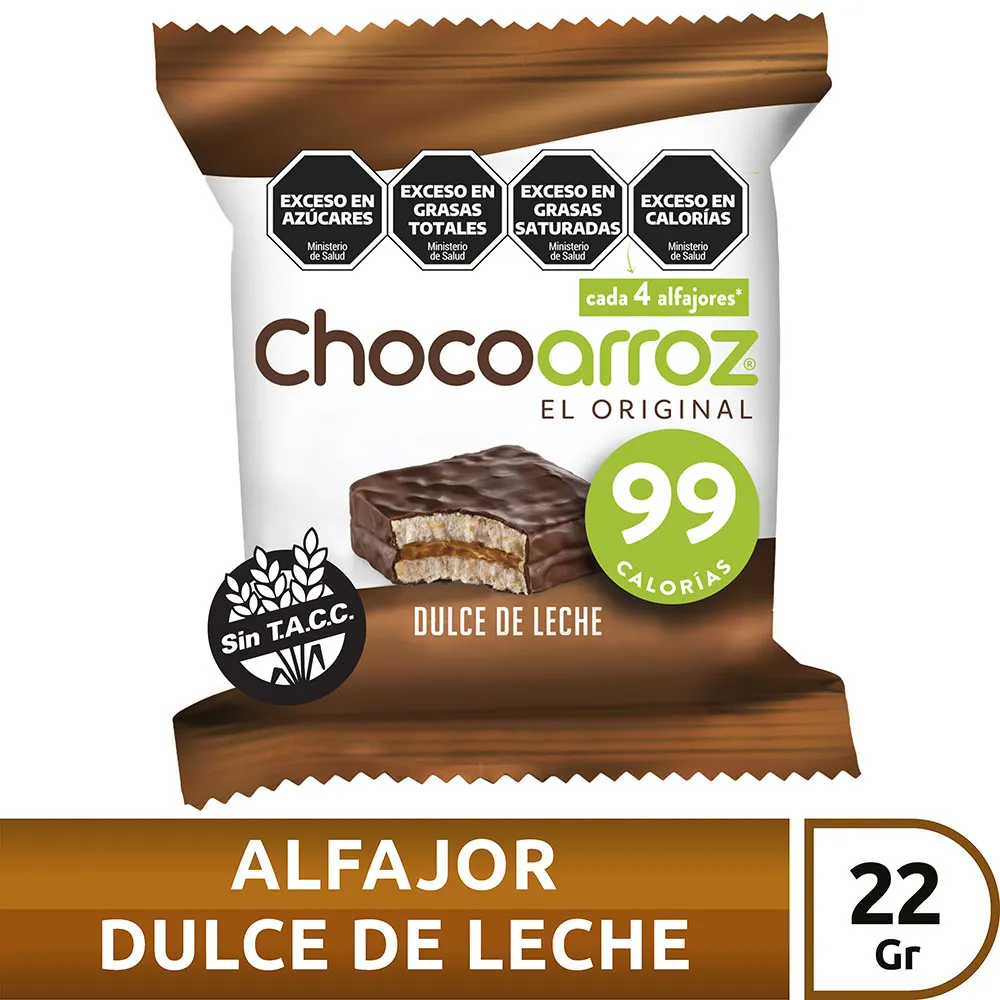 EXCESO EN
AZÚCARES
Ministerio
de Salud
EXCESO EN
GRASAS
TOTALES
Ministerio
de Salud
EXCESO EN
GRASAS
SATURADAS
Ministerio
de Salud
EXCESO EN
CALORÍAS
Ministerio
de Salud
cada 4 alfajores*
Chocoarroz®
EL ORIGINAL
99
CALORÍAS
Sin T.A.C.C.
DULCE DE LECHE
ALFAJOR
DULCE DE LECHE
22
Gr